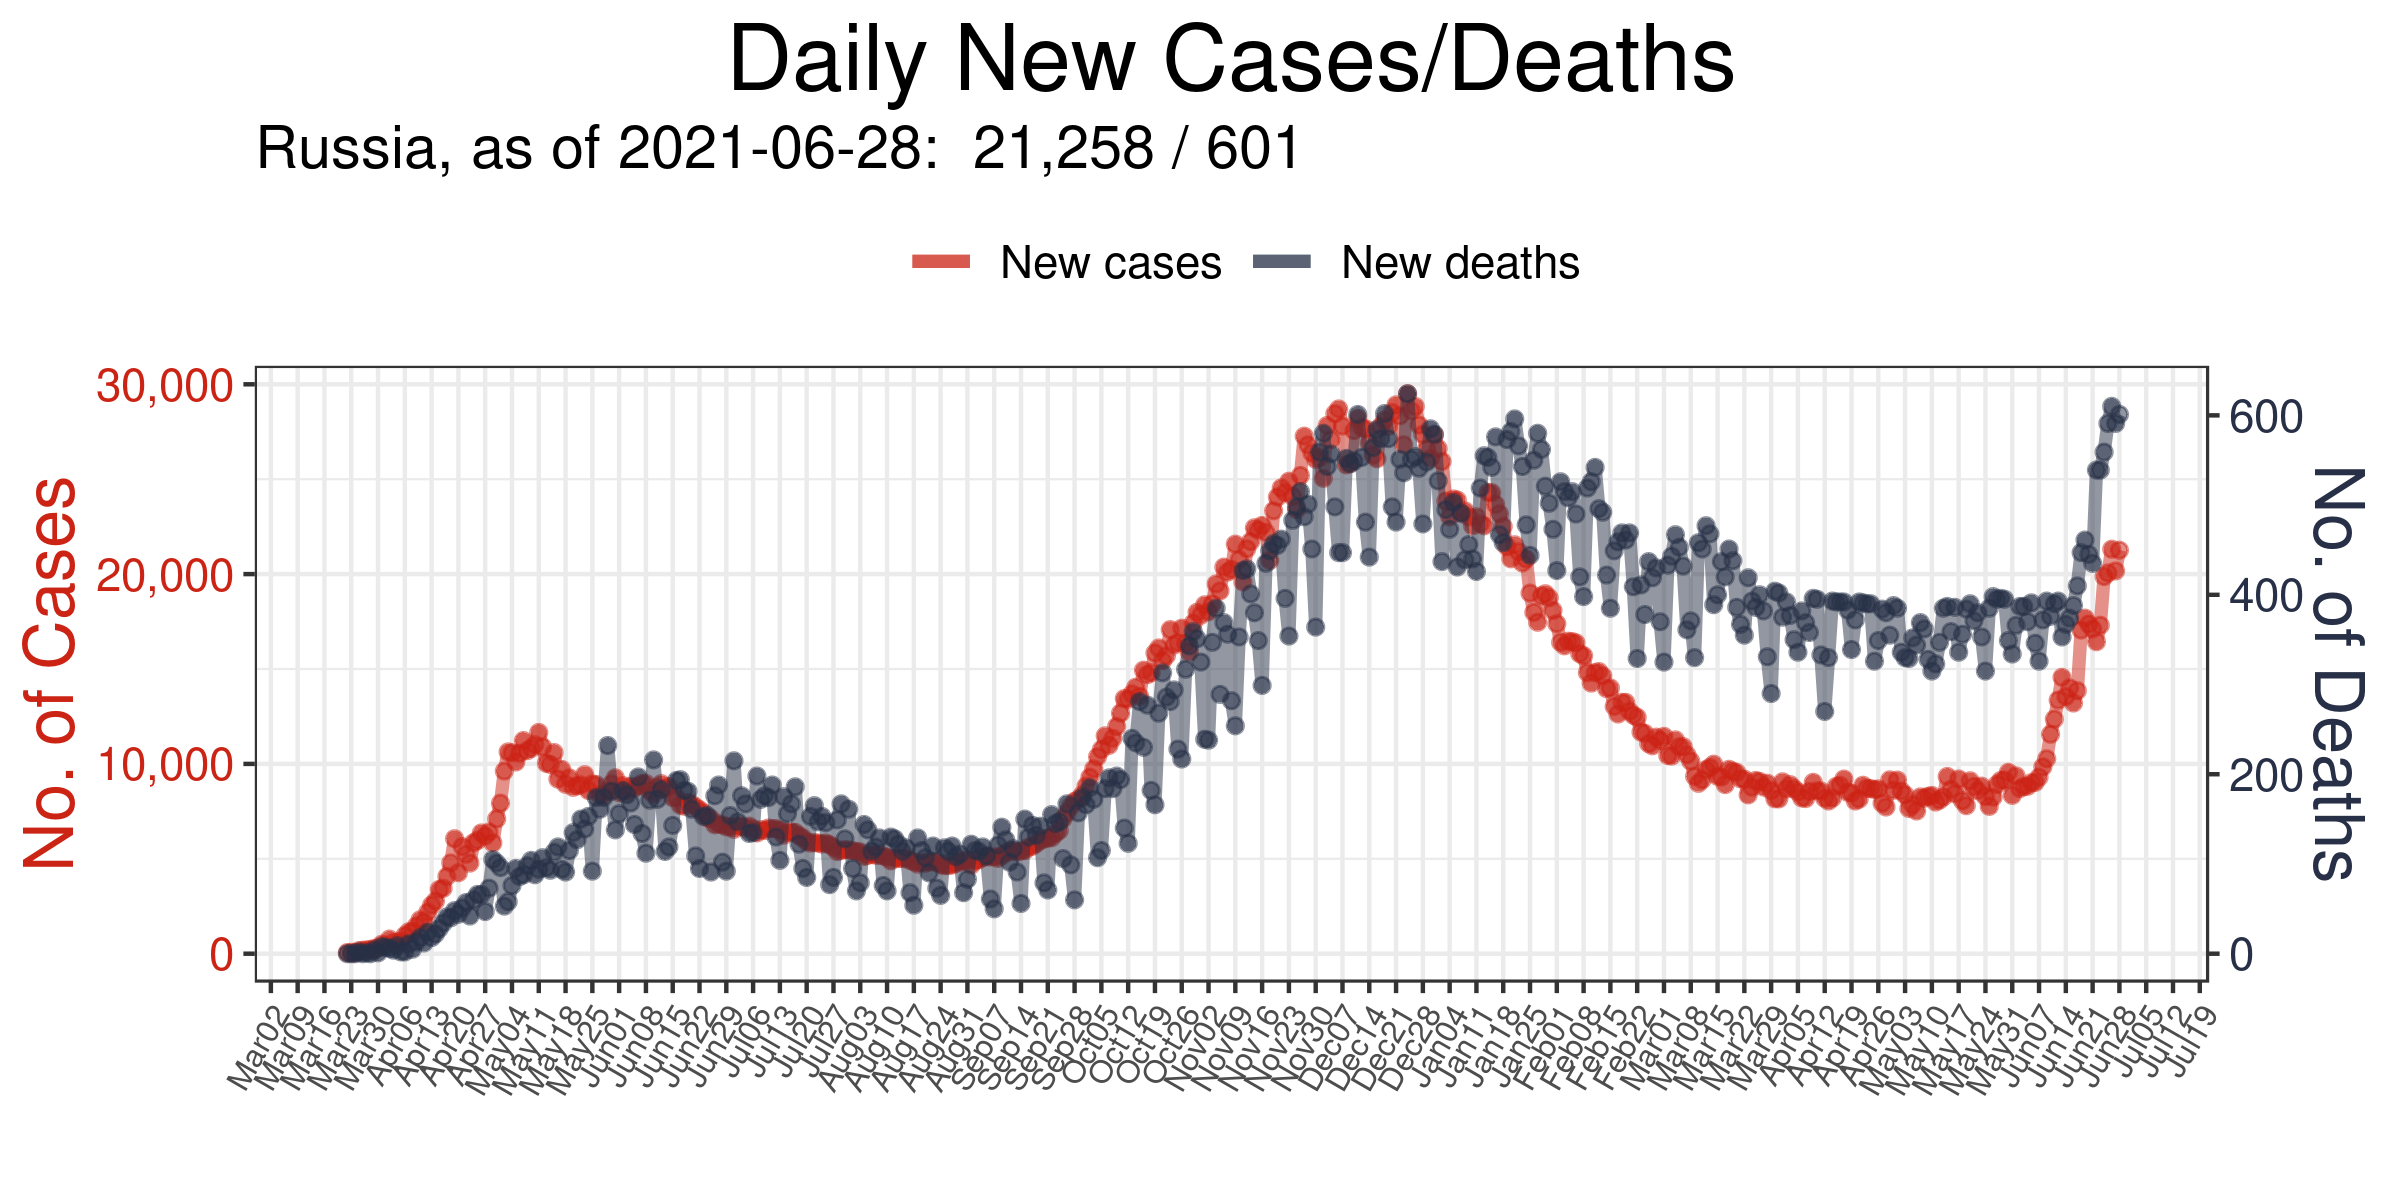 Daily New Cases/Deaths
Russia, as of 2021-06-28:  21,258 / 601
New cases
New deaths
30,000
20,000
10,000
0
No. of Cases
600
400
200
0
No. of Deaths
Mar02
Mar09
Mar16
Mar23
Mar30
Apr06
Apr13
Apr20
Apr27
May04
May11
May18
May25
Jun01
Jun08
Jun15
Jun22
Jun29
Jul06
Jul13
Jul20
Jul27
Aug03
Aug10
Aug17
Aug24
Aug31
Sep07
Sep14
Sep21
Sep28
Oct05
Oct12
Oct19
Oct26
Nov02
Nov09
Nov16
Nov23
Nov30
Dec07
Dec14
Dec21
Dec28
Jan04
Jan11
Jan18
Jan25
Feb01
Feb08
Feb15
Feb22
Mar01
Mar08
Mar15
Mar22
Mar29
Apr05
Apr12
Apr19
Apr26
May03
May10
May17
May24
May31
Jun07
Jun14
Jun21
Jun28
Jul05
Jul12
Jul19